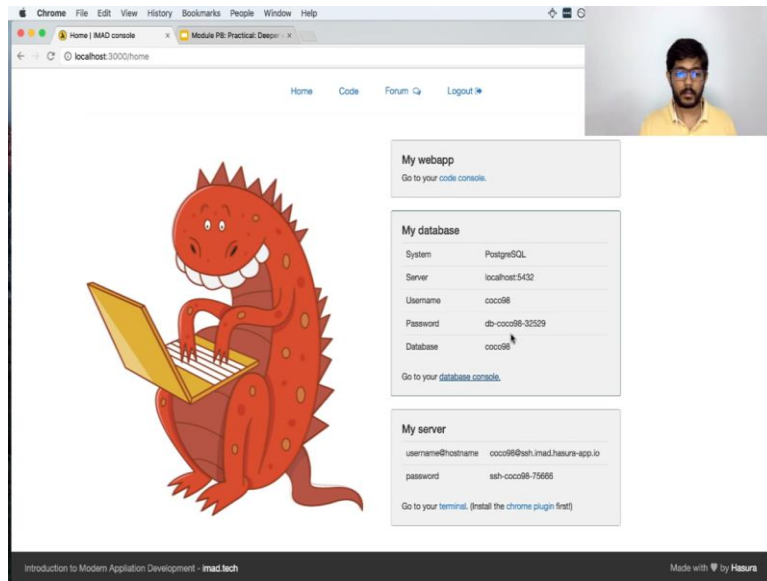 Chrome File Edit View History Bookmarks People Window Help
Home | IMAD console Module P8: Practical: Deeper
localhost:3000/home
Home Code Forum Logout
My webapp
Go to your code console.
My database
System PostgreSQL
Server localhost:5432
Username coco98
Password db-coco98-32529
Database coco98
Go to your database console.
My server
username@hostname coco98@ssh.imad.hasura-app.io
password ssh-coco98-75666
Go to your terminal. (Install the chrome plugin first!)
Introduction to Modern Appliation Development - imad.tech Made with by Hasura